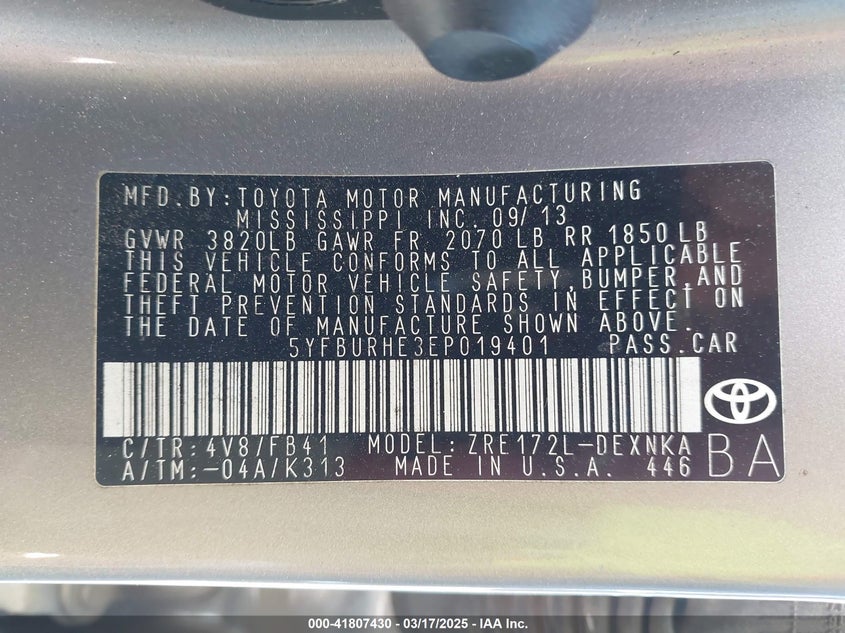 MFD.BY:TOYOTA MOTOR MANUFACTURING
MISSISSIPPI INC. 09/13
GVWR 3820LB GAWR FR. 2070 LB RR 1850 LB
THIS VEHICLE CONFORMS TO ALL APPLICABLE
FEDERAL MOTOR VEHICLE SAFETY,BUMPER,AND
THEFT PREVENTION STANDARDS IN EFFECT ON
THE DATE OF MANUFACTURE SHOWN ABOVE.
5YFBURHE3EP019401 PASS.CAR
C/TR:4V8/FB41 MODEL:ZRE172L-DEXNKA
A/TM:-04A/K313 MADE IN U.S.A. 446 BA
000-41807430 - 03/17/2025 - IAA Inc.